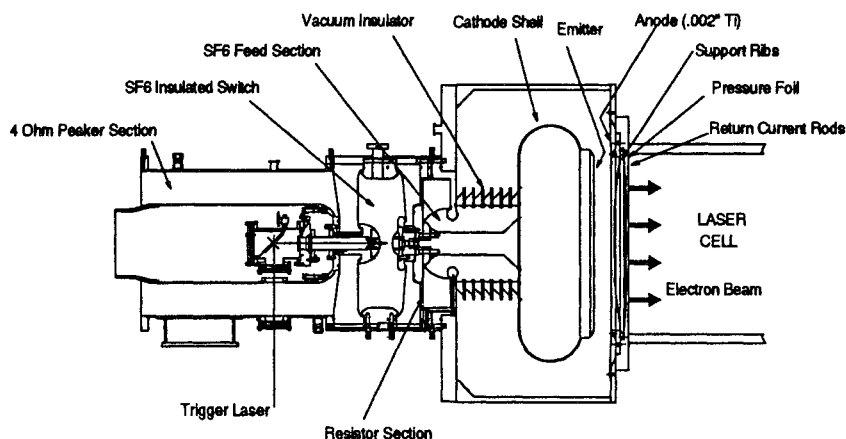 Vacuum Insulator
Cathode Shell
Anode (.002" Ti)
Emitter
SF6 Feed Section
Support Ribs
SF6 Insulated Switch
Pressure Foil
4 Ohm Peaker Section
Return Current Rods
LASER
CELL
Electron Beam
Trigger Laser
Resistor Section